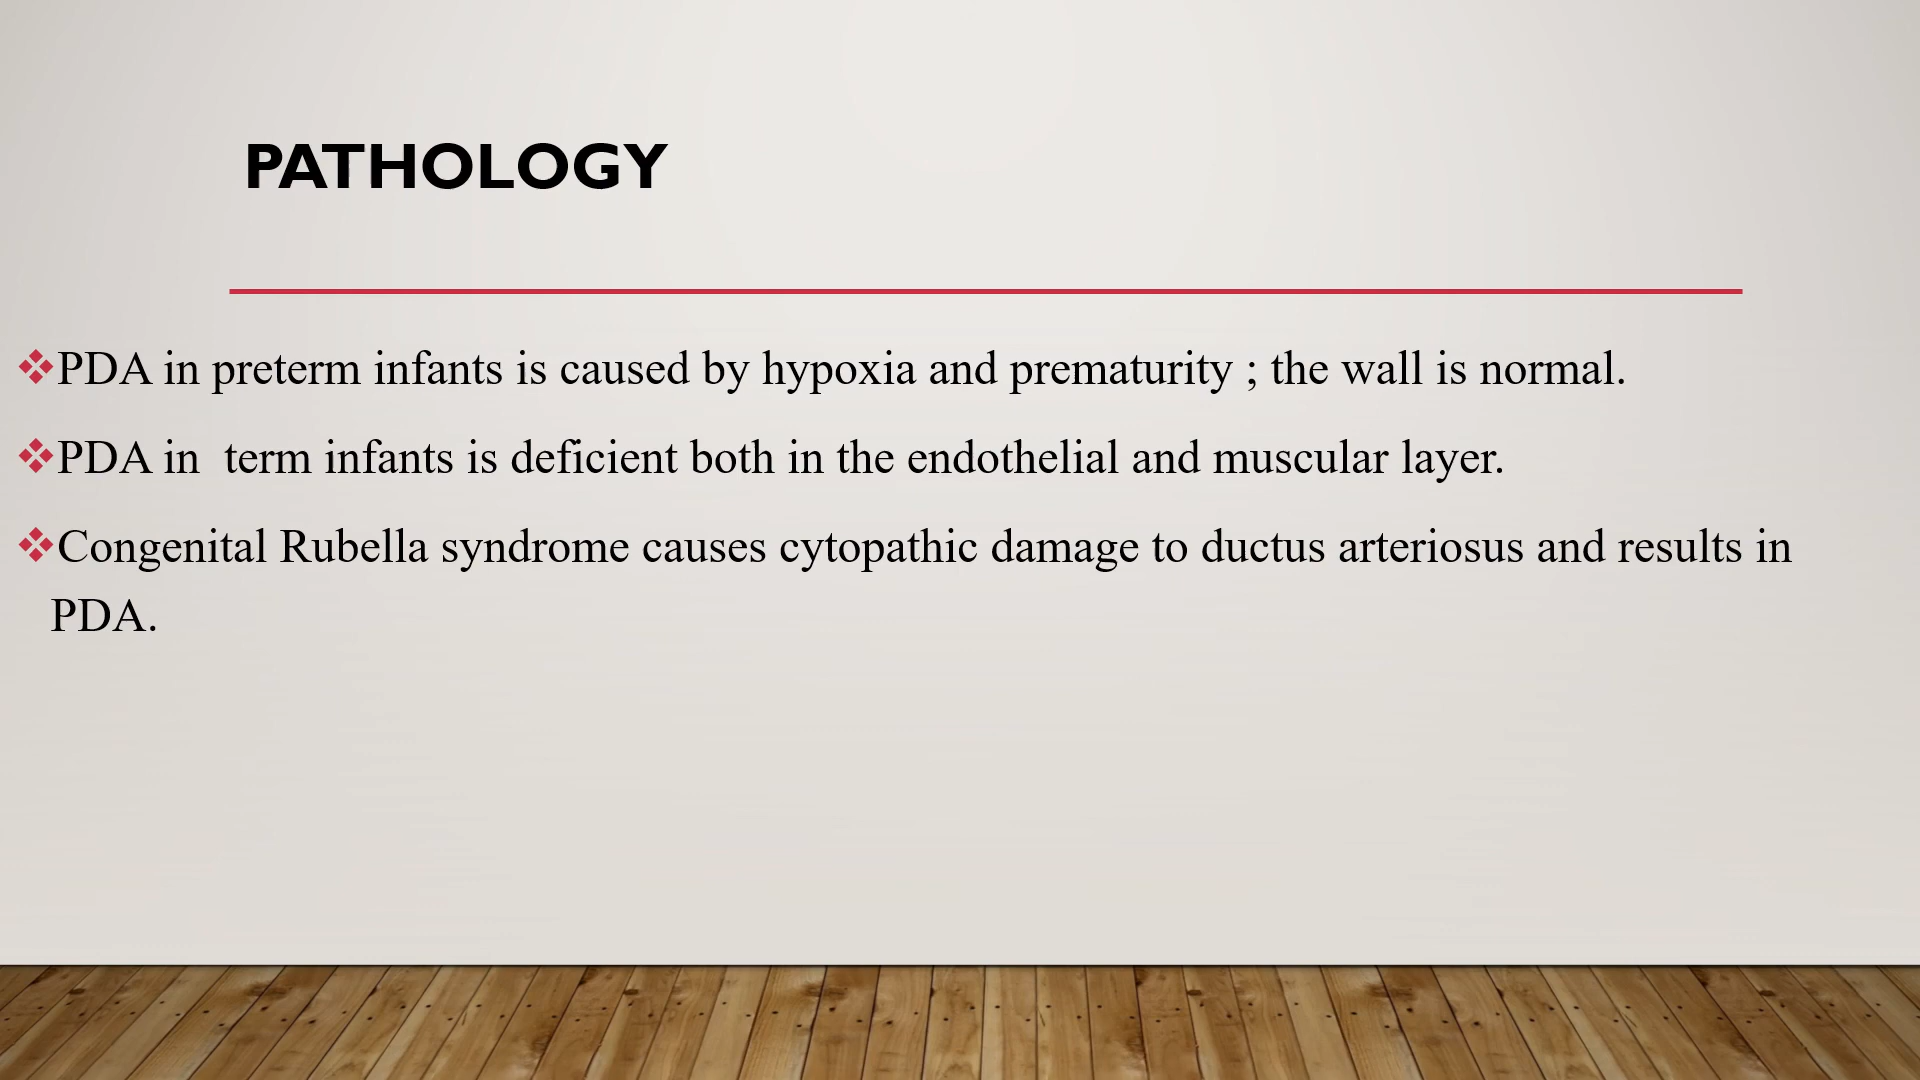 PATHOLOGY
❖PDA in preterm infants is caused by hypoxia and prematurity ; the wall is normal.
❖PDA in  term infants is deficient both in the endothelial and muscular layer.
❖Congenital Rubella syndrome causes cytopathic damage to ductus arteriosus and results in
PDA.